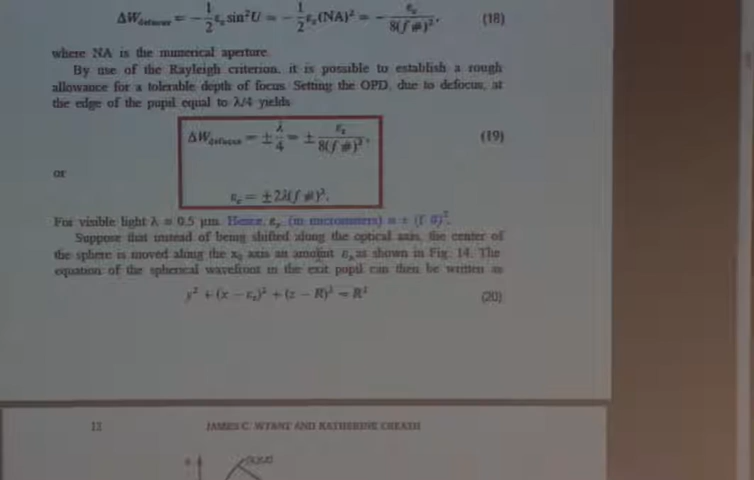 ΔW_defocus = −1/2 ε_z sin²U = −1/2 ε_z(NA)² = − ε_z/8(f #)², (18)
where NA is the numerical aperture.
By use of the Rayleigh criterion, it is possible to establish a rough
allowance for a tolerable depth of focus. Setting the OPD, due to defocus, at
the edge of the pupil equal to λ/4 yields
ΔW_defocus = ± λ/4 = ± ε_z/8(f #)², (19)
or
ε_z = ±2λ(f #)².
For visible light λ ≈ 0.5 μm. Hence, ε_z (in micrometers) ≈ ± (f #)².
Suppose that instead of being shifted along the optical axis, the center of
the sphere is moved along the x₀ axis an amount ε_x as shown in Fig. 14. The
equation of the spherical wavefront in the exit pupil can then be written as
y² + (x − ε_x)² + (z − R)² = R² (20)
12 JAMES C. WYANT AND KATHERINE CREATH